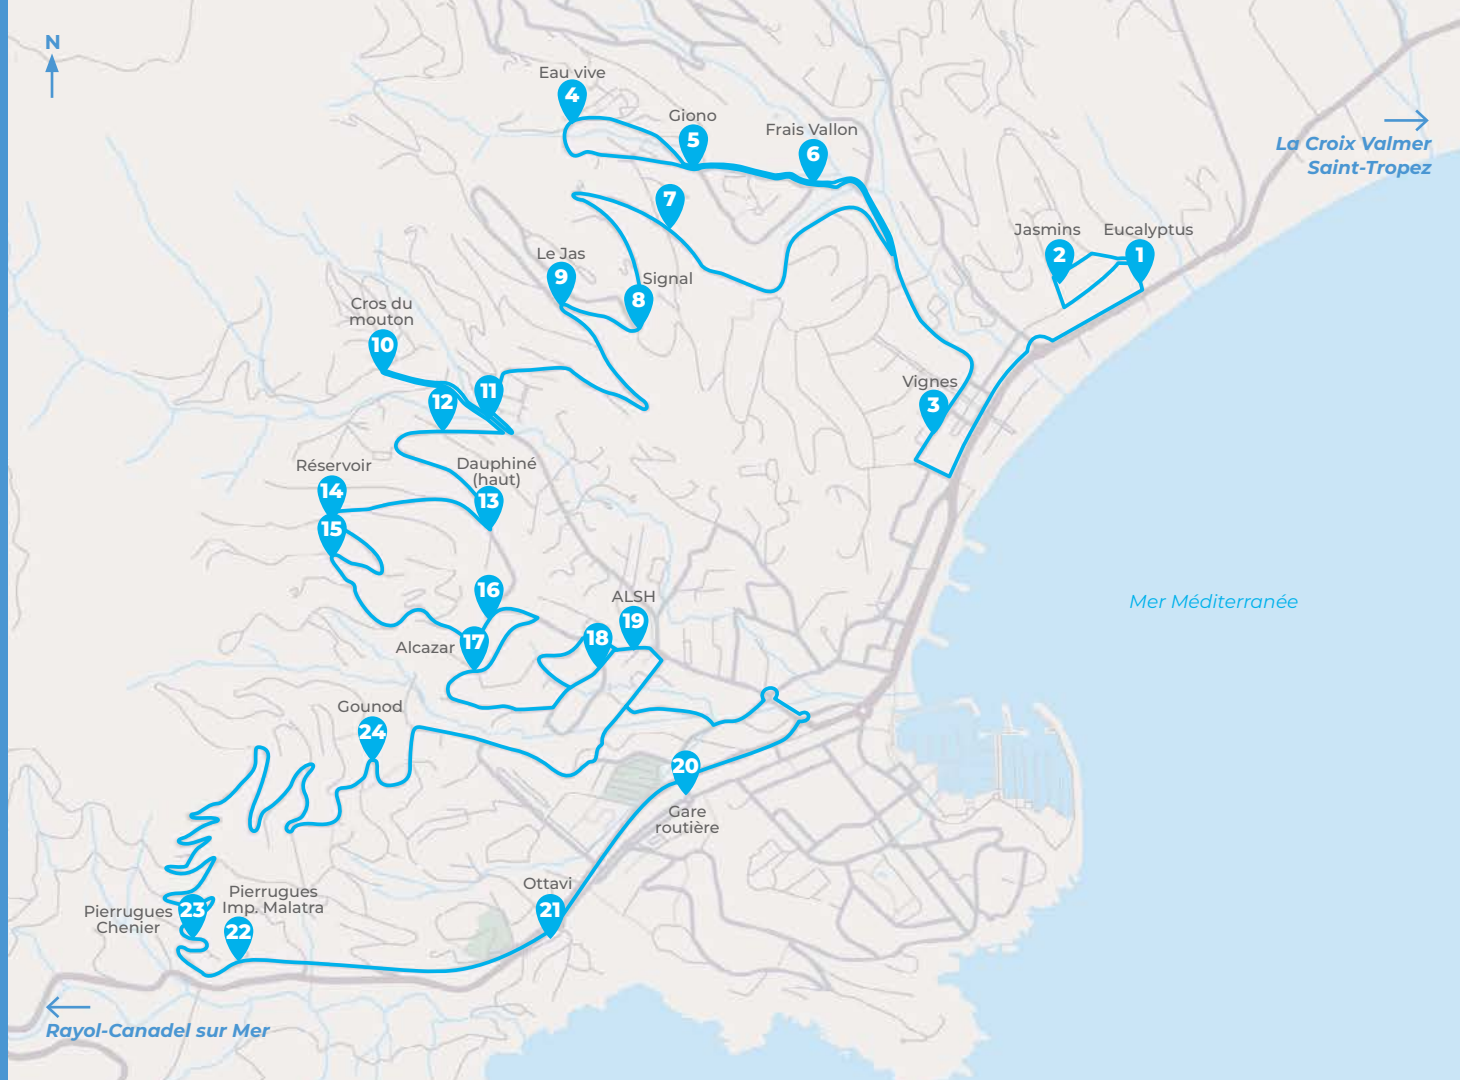 N
Eau vive
4
Giono
5
Frais Vallon
6
La Croix Valmer
Saint-Tropez
7
Jasmins
2
Eucalyptus
1
Le Jas
9
Signal
8
Cros du
mouton
10
11
12
Vignes
3
Réservoir
14
15
Dauphiné
(haut)
13
16
ALSH
19
18
Alcazar
17
Mer Méditerranée
Gounod
24
20
Gare
routière
Ottavi
21
Pierrugues
Imp. Malatra
22
Pierrugues
Chenier
23
Rayol-Canadel sur Mer